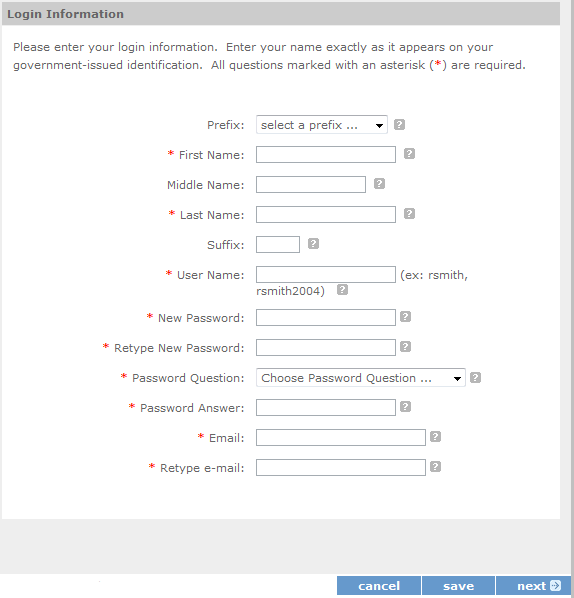 Login Information
Please enter your login information.  Enter your name exactly as it appears on your
government-issued identification.  All questions marked with an asterisk (*) are required.
Prefix: select a prefix ... ?
* First Name: ?
Middle Name: ?
* Last Name: ?
Suffix: ?
* User Name: (ex: rsmith,
rsmith2004) ?
* New Password: ?
* Retype New Password: ?
* Password Question: Choose Password Question ... ?
* Password Answer: ?
* Email: ?
* Retype e-mail: ?
cancel save next